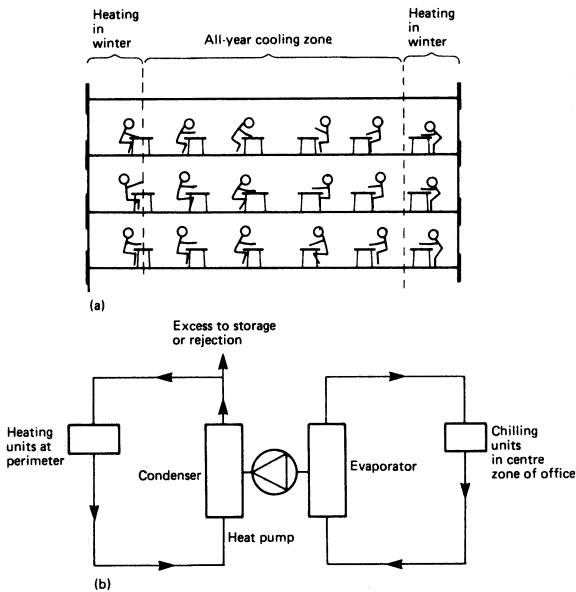 Heating
in
winter
All-year cooling zone
Heating
in
winter
(a)
Excess to storage
or rejection
Heating
units at
perimeter
Condenser
Evaporator
Chilling
units
in centre
zone of office
Heat pump
(b)